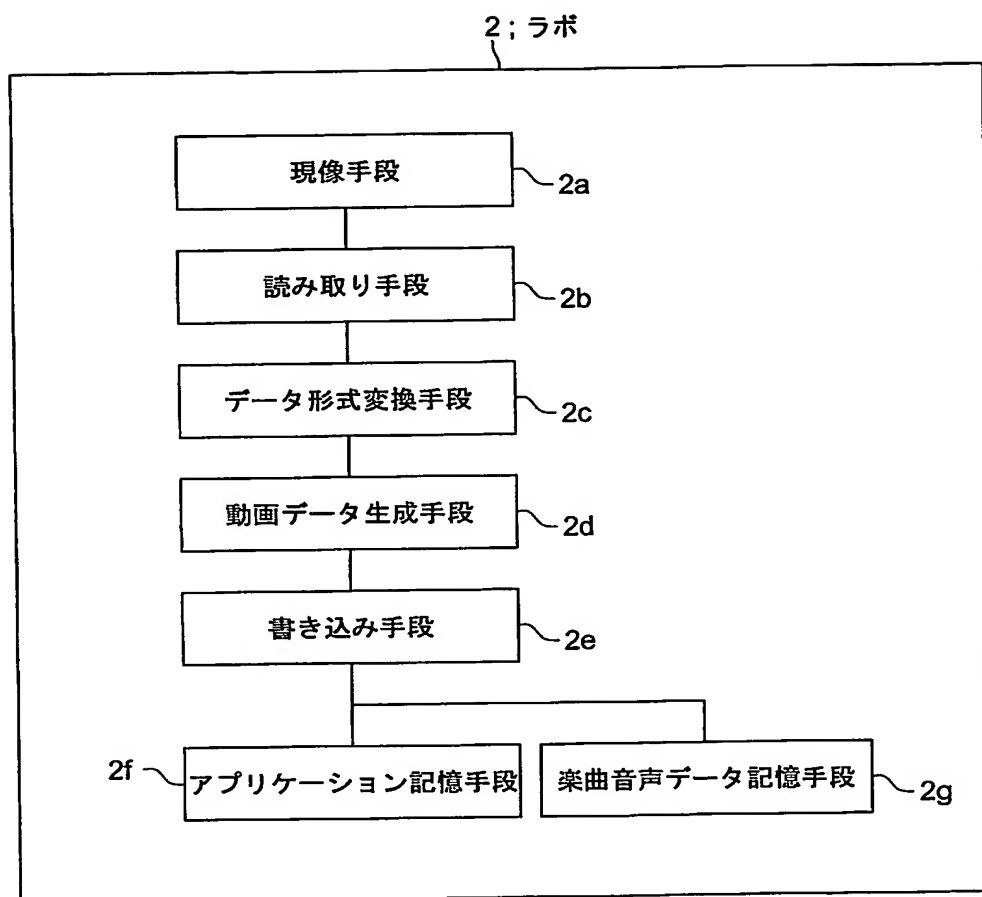 2 ; ラボ
現像手段
2a
読み取り手段
2b
データ形式変換手段
2c
動画データ生成手段
2d
書き込み手段
2e
2f
アプリケーション記憶手段
楽曲音声データ記憶手段
2g